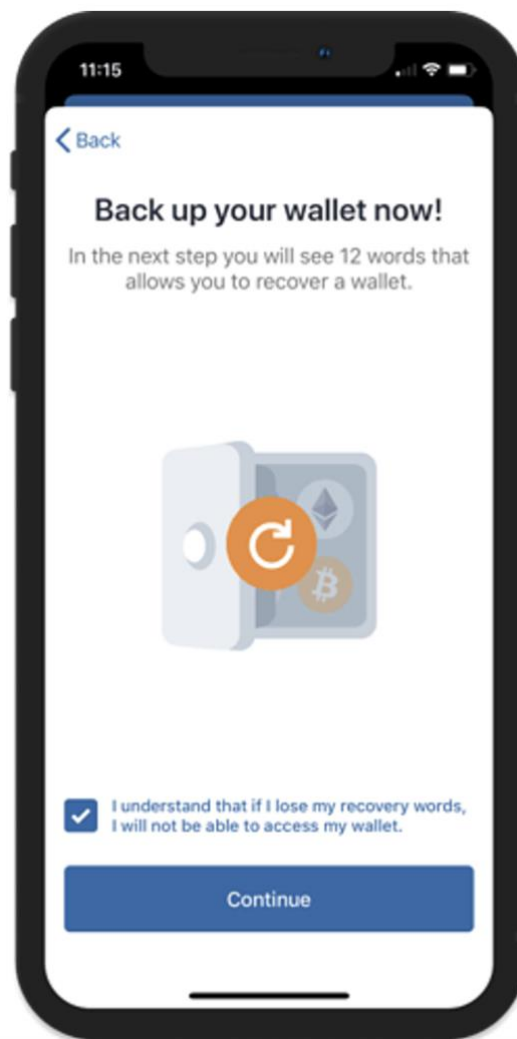 11:15
Back
Back up your wallet now!
In the next step you will see 12 words that
allows you to recover a wallet.
I understand that if I lose my recovery words,
I will not be able to access my wallet.
Continue